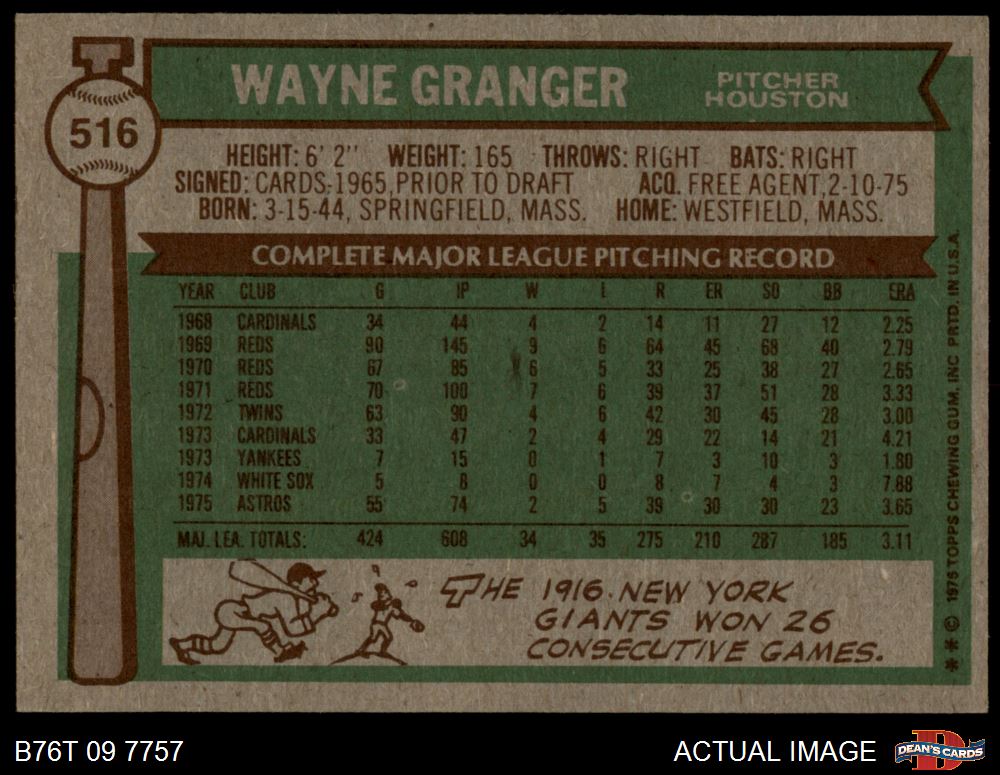 516
WAYNE GRANGER
PITCHER
HOUSTON
HEIGHT: 6' 2" WEIGHT: 165 THROWS: RIGHT BATS: RIGHT
SIGNED: CARDS-1965, PRIOR TO DRAFT ACQ. FREE AGENT, 2-10-75
BORN: 3-15-44, SPRINGFIELD, MASS. HOME: WESTFIELD, MASS.
COMPLETE MAJOR LEAGUE PITCHING RECORD
YEAR CLUB G IP W L R ER SO BB ERA
1968 CARDINALS 34 44 4 2 14 11 27 12 2.25
1969 REDS 90 145 9 6 64 45 68 40 2.79
1970 REDS 67 85 6 5 33 25 38 27 2.65
1971 REDS 70 100 7 6 39 37 51 28 3.33
1972 TWINS 63 90 4 6 42 30 45 28 3.00
1973 CARDINALS 33 47 2 4 29 22 14 21 4.21
1973 YANKEES 7 15 0 1 7 3 10 3 1.80
1974 WHITE SOX 5 8 0 0 8 7 4 3 7.88
1975 ASTROS 55 74 2 5 39 30 30 23 3.65
MAJ. LEA. TOTALS: 424 608 34 35 275 210 287 185 3.11
THE 1916 NEW YORK
GIANTS WON 26
CONSECUTIVE GAMES.
** © 1976 TOPPS CHEWING GUM, INC PRTD. IN U.S.A.
B76T 09 7757
ACTUAL IMAGE
DEAN'S CARDS